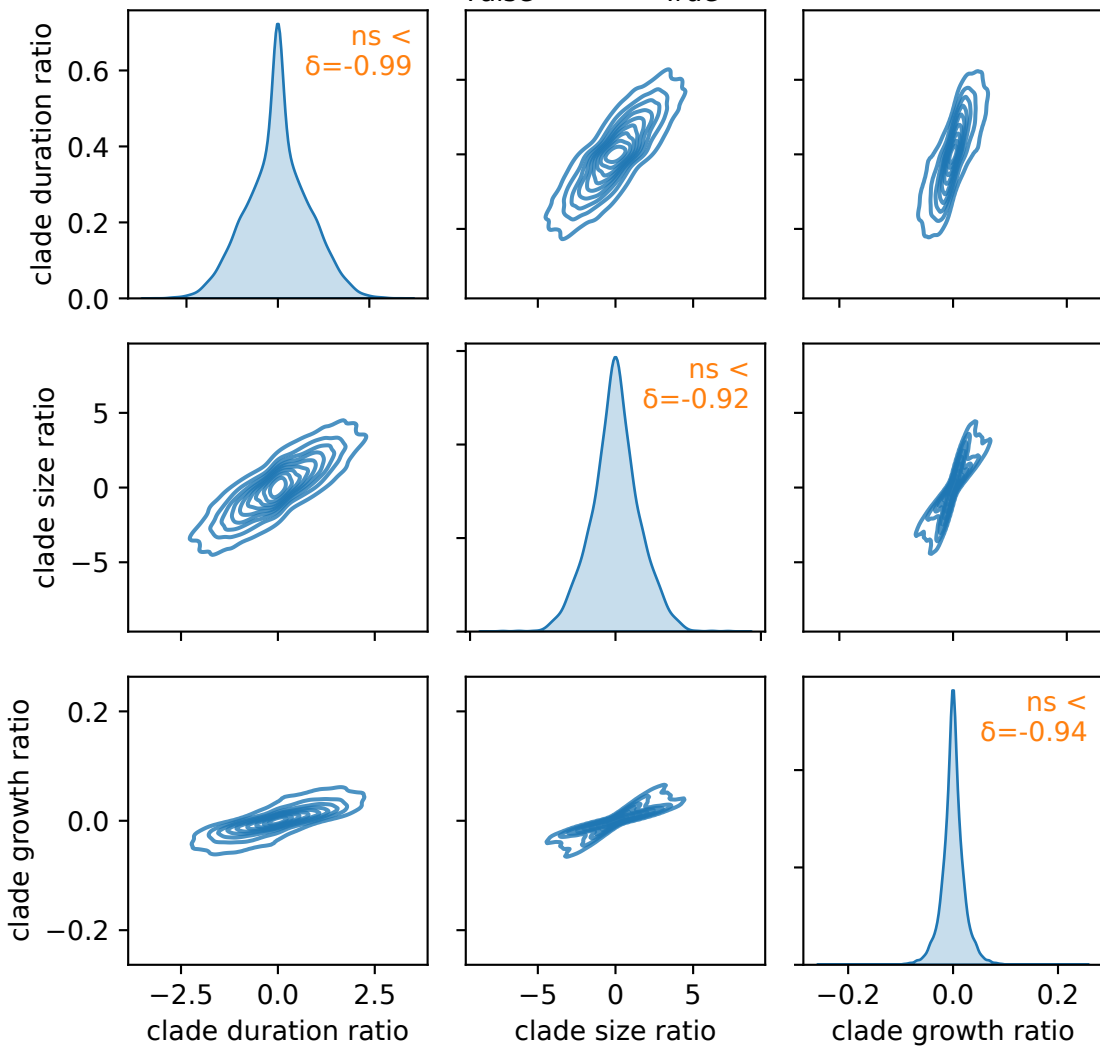 clade duration ratio
0.6
0.4
0.2
0.0
ns <
δ=-0.99
clade size ratio
5
0
−5
ns <
δ=-0.92
clade growth ratio
0.2
0.0
−0.2
ns <
δ=-0.94
−2.5 0.0 2.5
−5 0 5
−0.2 0.0 0.2
clade duration ratio
clade size ratio
clade growth ratio